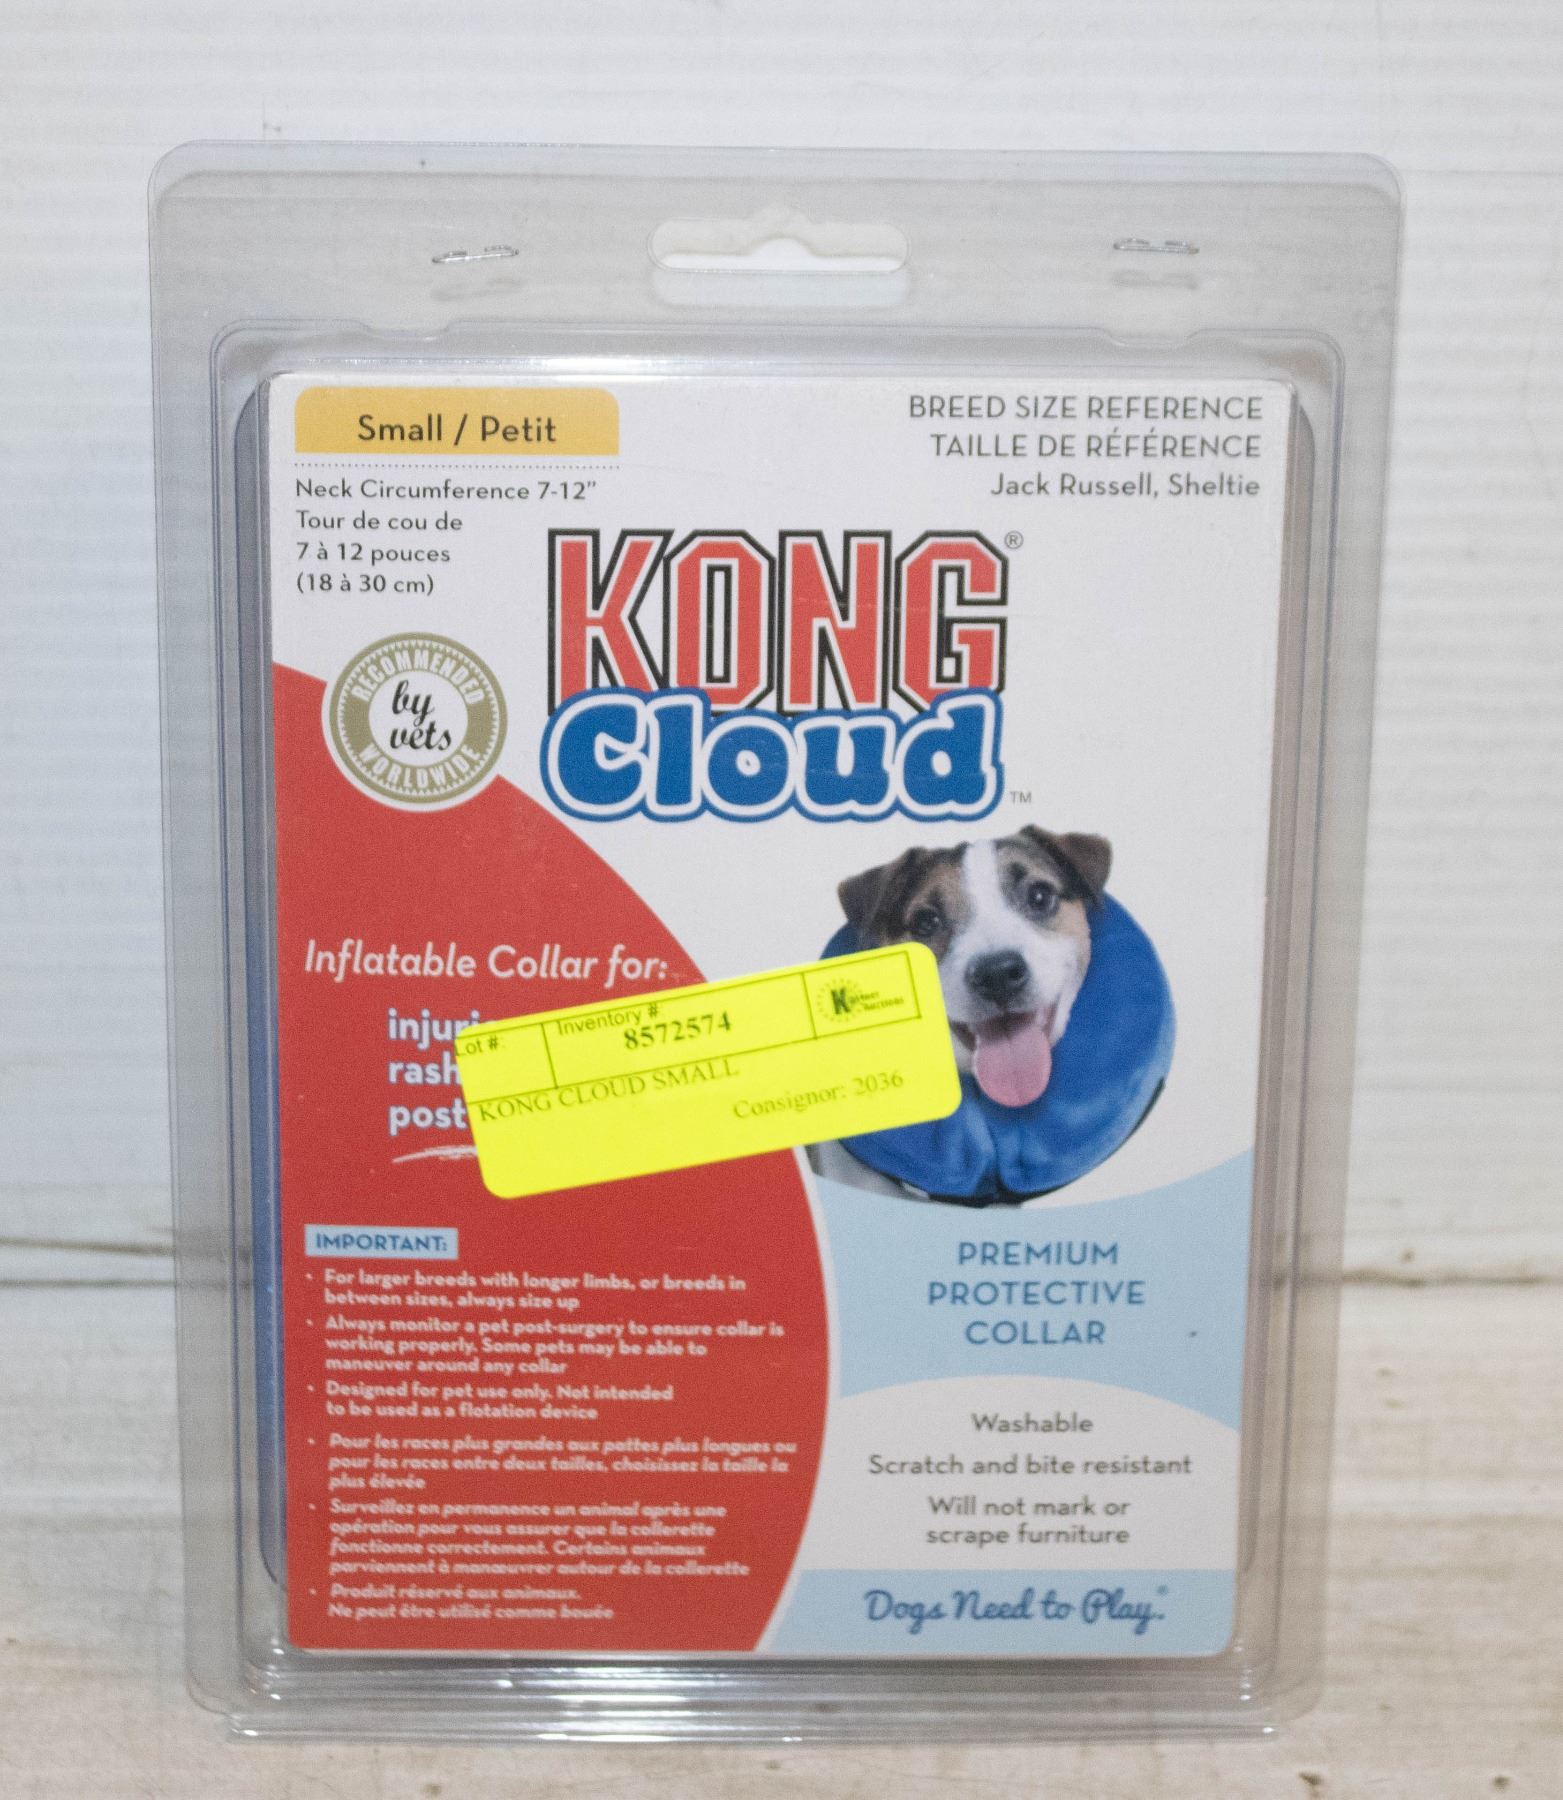 Small / Petit
Neck Circumference 7-12"
Tour de cou de
7 à 12 pouces
(18 à 30 cm)
BREED SIZE REFERENCE
TAILLE DE RÉFÉRENCE
Jack Russell, Sheltie
KONG®
Cloud™
RECOMMENDED
by
vets
WORLDWIDE
Inflatable Collar for:
injuri
rash
post
Lot #:
Inventory #:
8572574
KONG CLOUD SMALL
Consignor: 2036
IMPORTANT:
• For larger breeds with longer limbs, or breeds in
between sizes, always size up
• Always monitor a pet post-surgery to ensure collar is
working properly. Some pets may be able to
maneuver around any collar
• Designed for pet use only. Not intended
to be used as a flotation device
• Pour les races plus grandes aux pattes plus longues ou
pour les races entre deux tailles, choisissez la taille la
plus élevée
• Surveillez en permanence un animal après une
opération pour vous assurer que la collerette
fonctionne correctement. Certains animaux
parviennent à manœuvrer autour de la collerette
• Produit réservé aux animaux.
Ne peut être utilisé comme bouée
PREMIUM
PROTECTIVE
COLLAR
Washable
Scratch and bite resistant
Will not mark or
scrape furniture
Dogs Need to Play.®